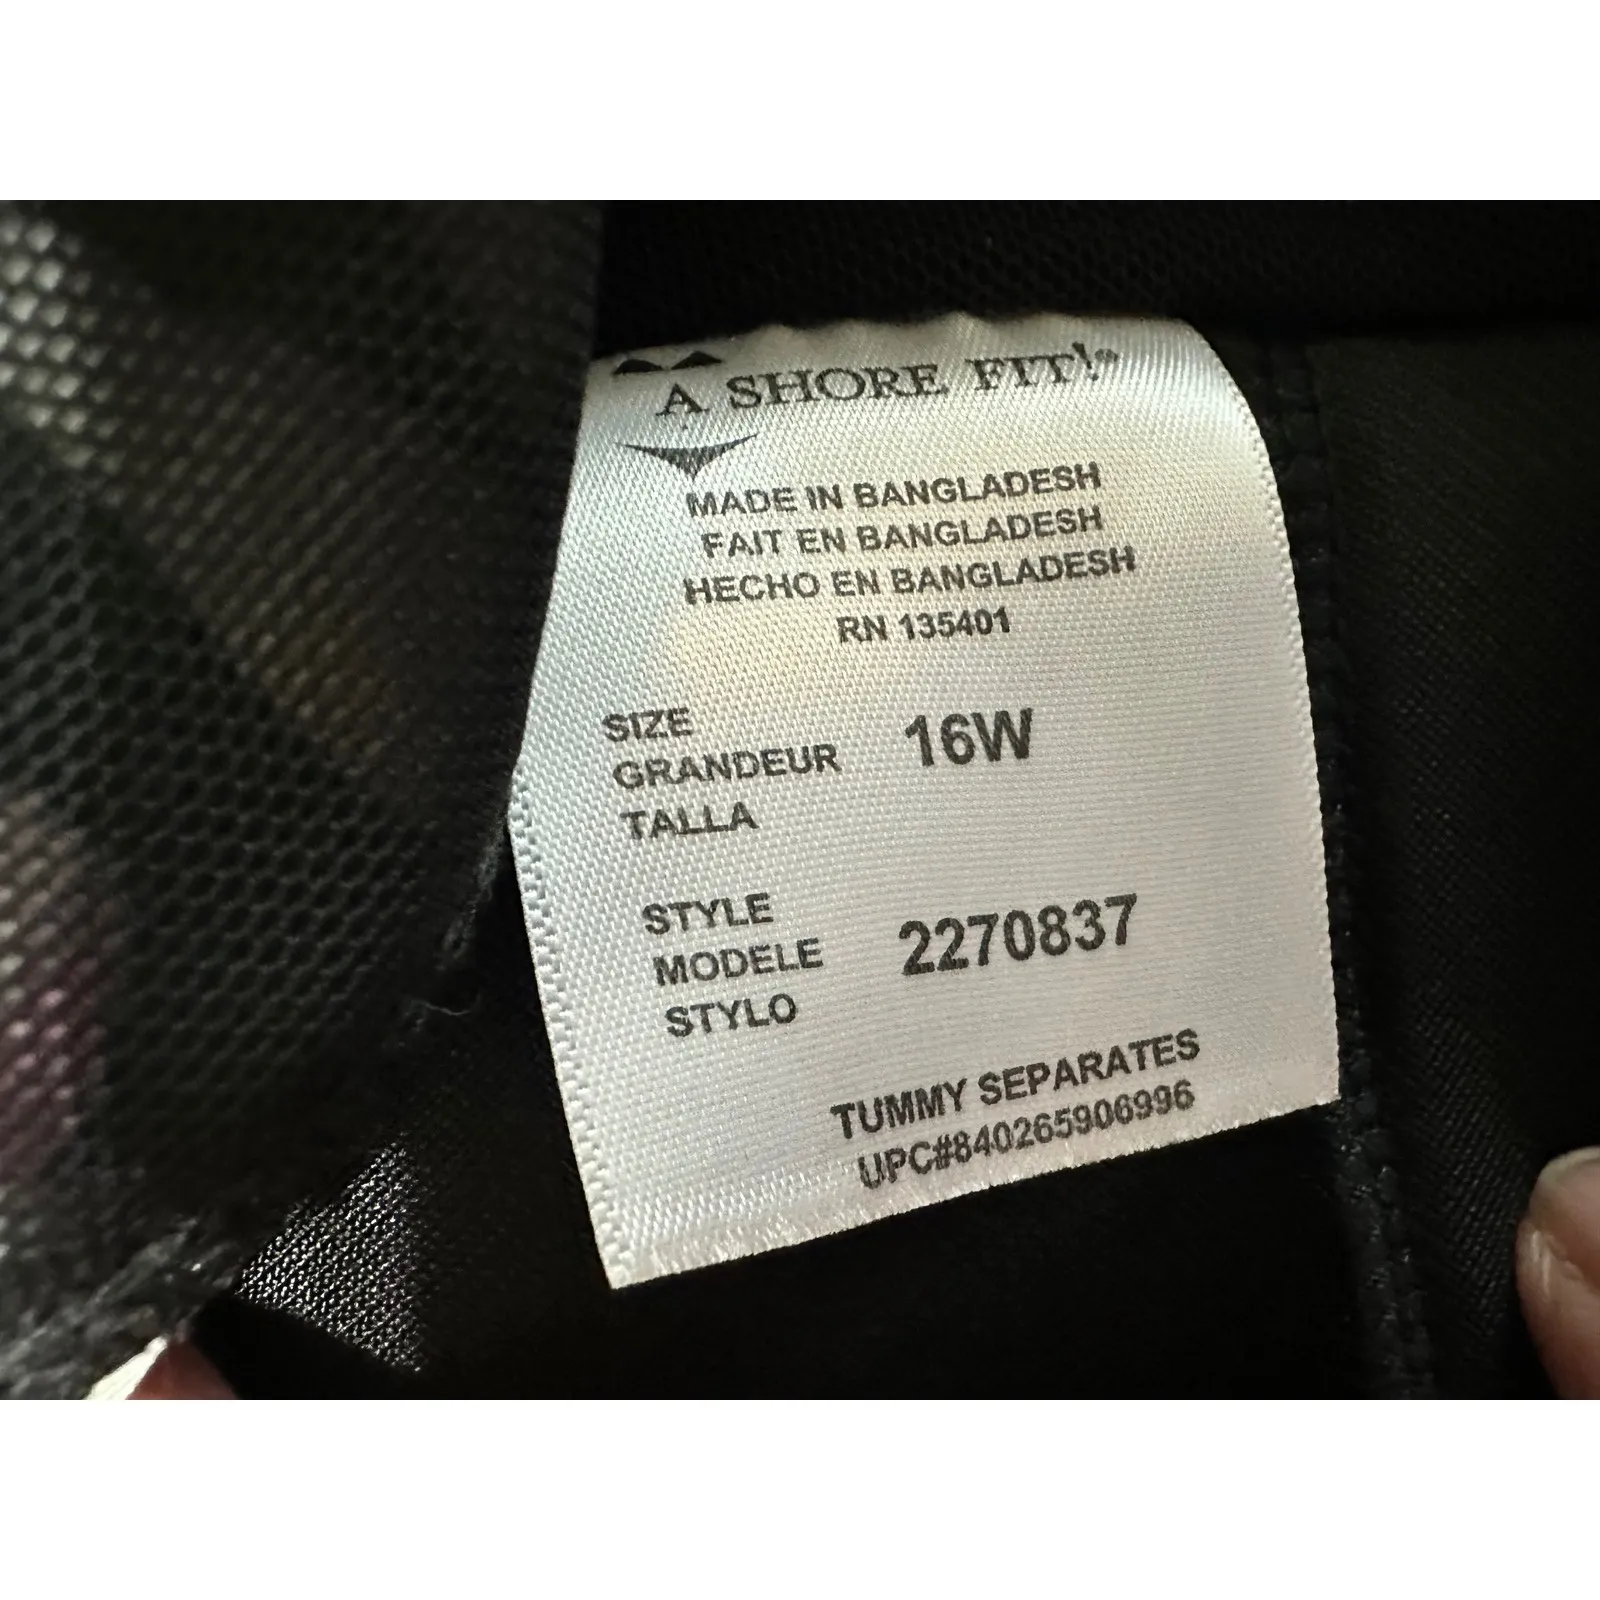 A SHORE FIT!®
MADE IN BANGLADESH
FAIT EN BANGLADESH
HECHO EN BANGLADESH
RN 135401
SIZE
GRANDEUR 16W
TALLA
STYLE
MODELE 2270837
STYLO
TUMMY SEPARATES
UPC#840265906996